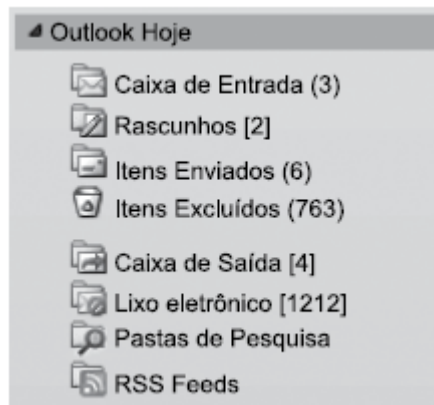 Outlook Hoje
Caixa de Entrada (3)
Rascunhos [2]
Itens Enviados (6)
Itens Excluídos (763)
Caixa de Saída [4]
Lixo eletrônico [1212]
Pastas de Pesquisa
RSS Feeds